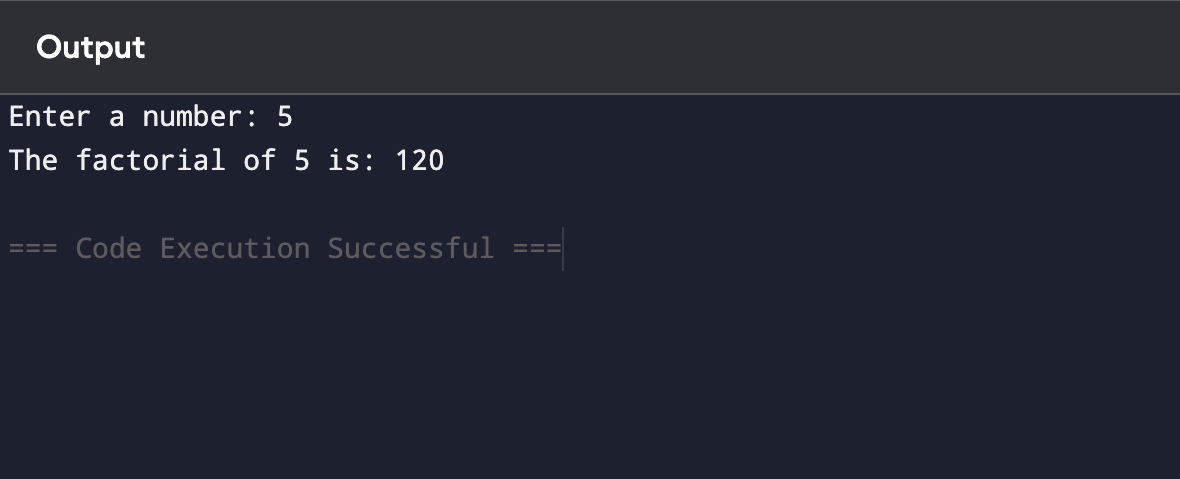 Output
Enter a number: 5
The factorial of 5 is: 120
=== Code Execution Successful ===